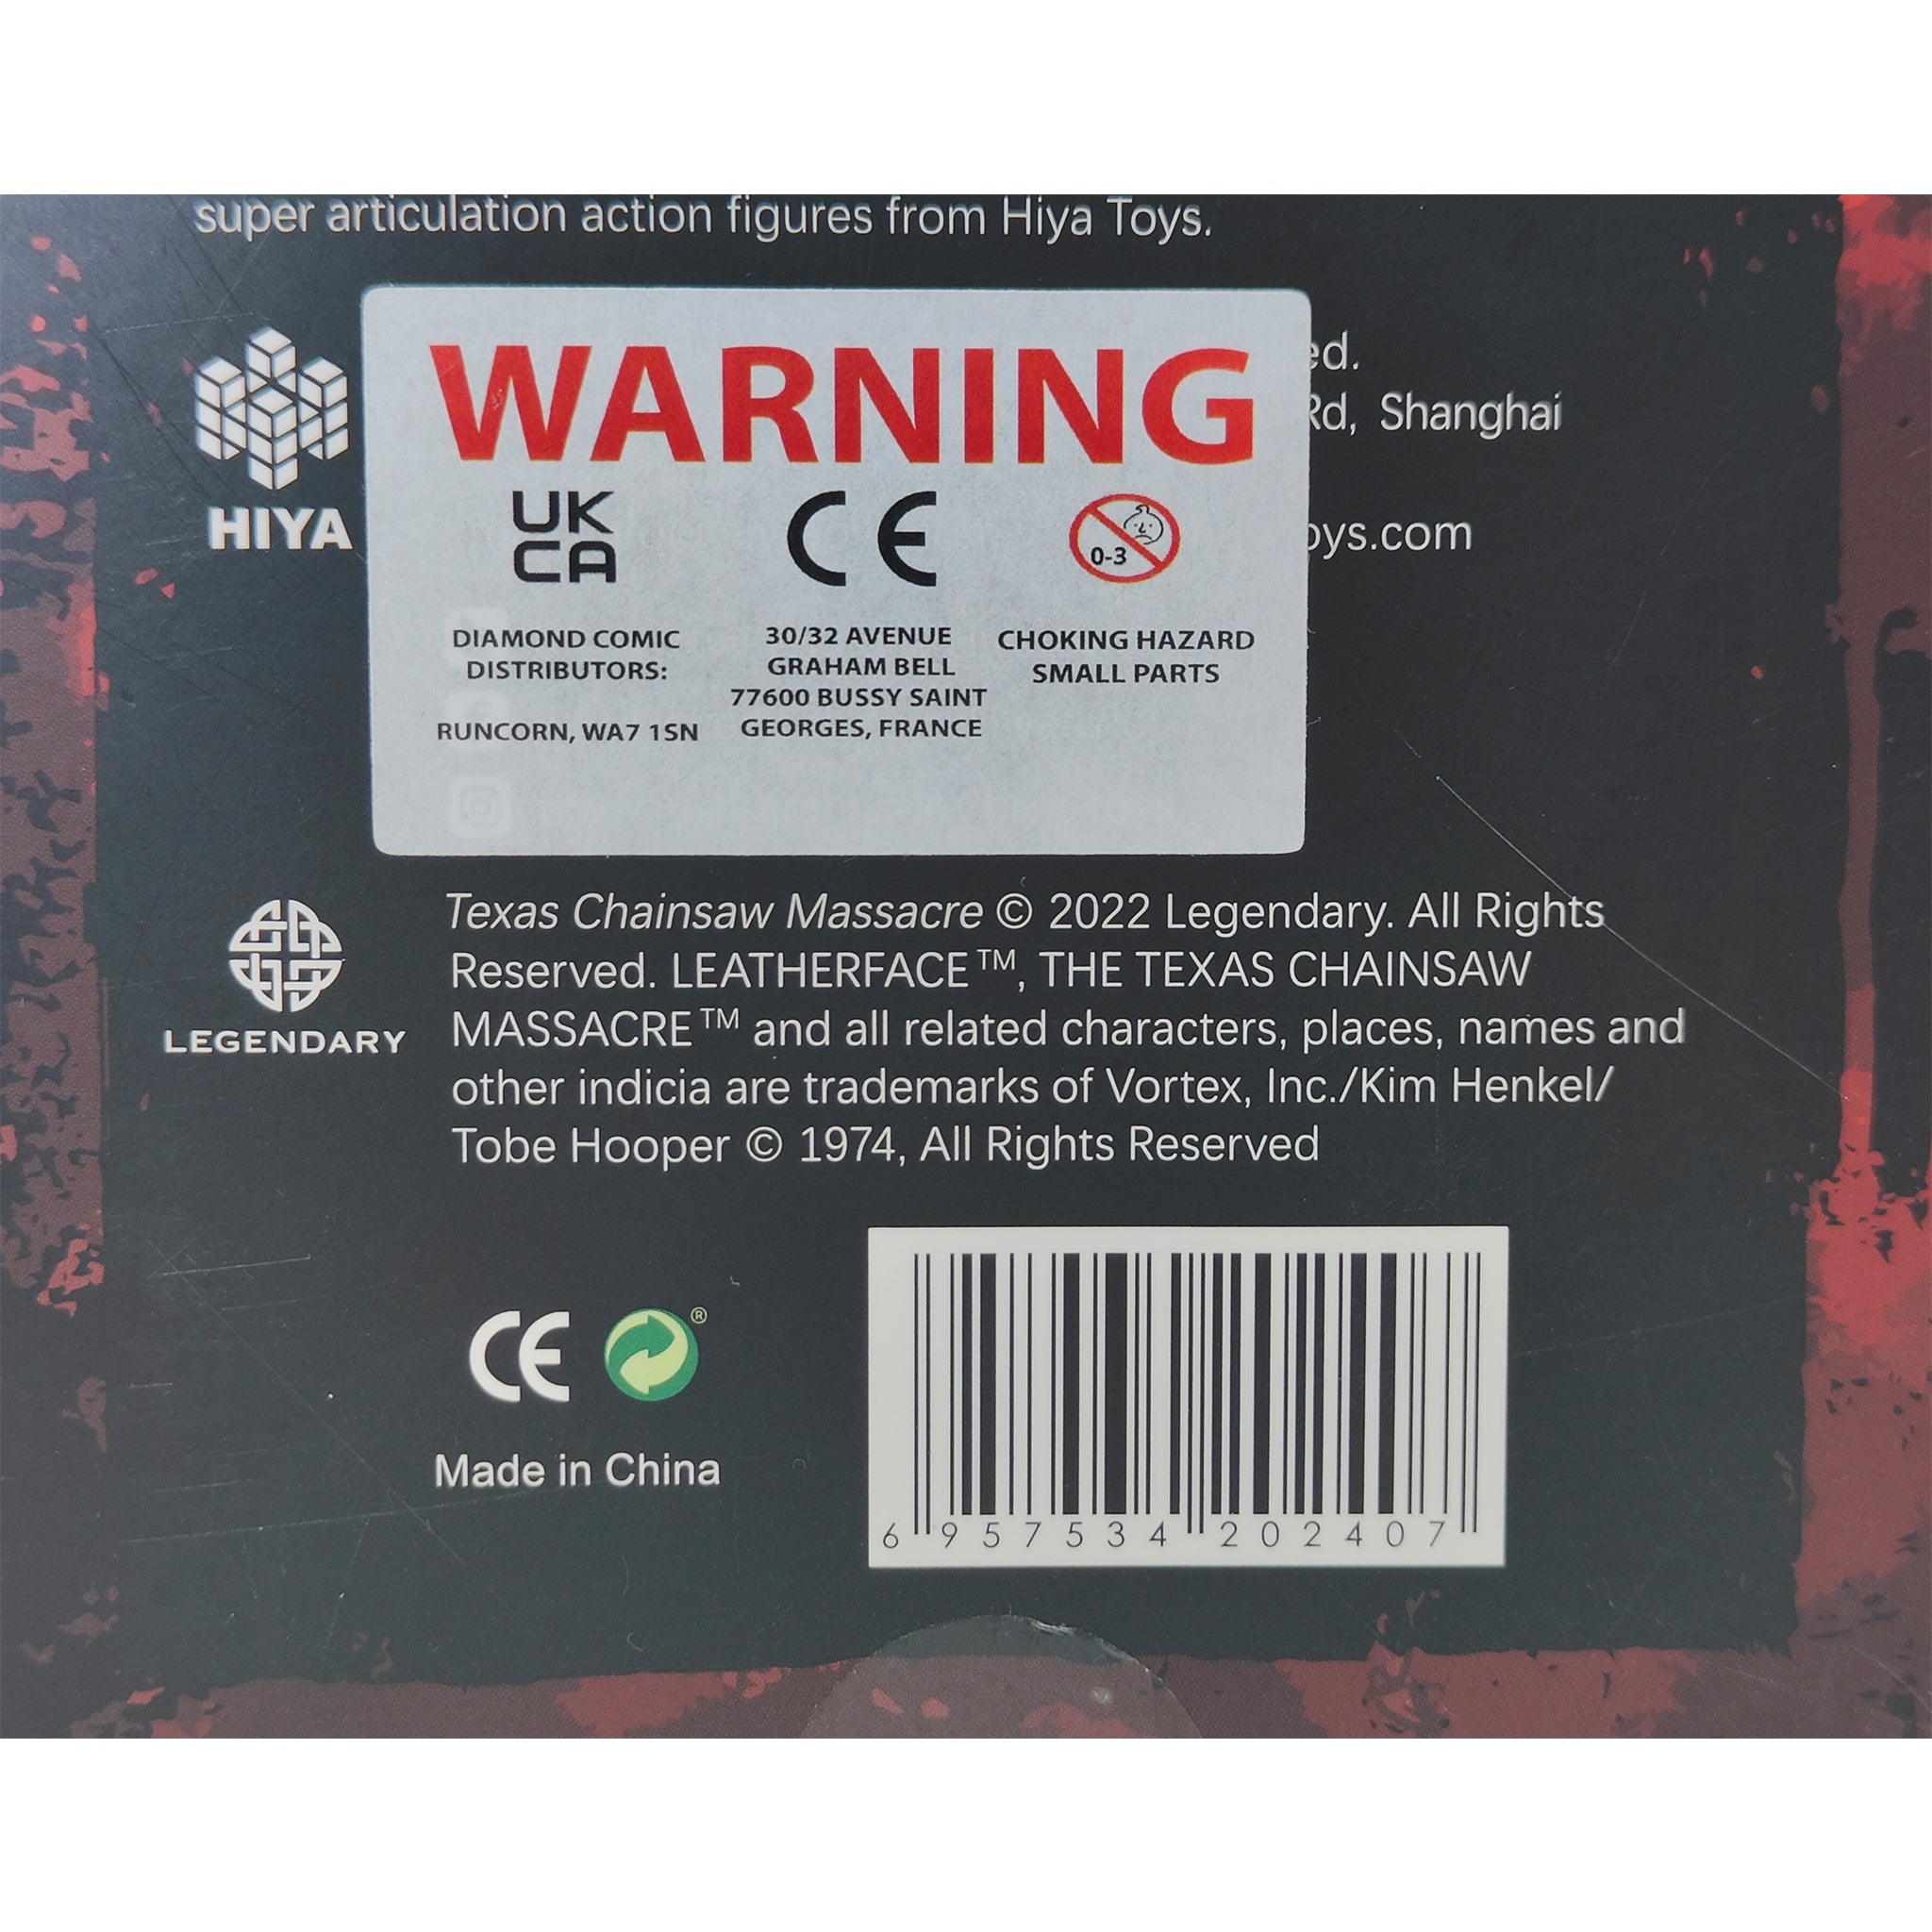 super articulation action figures from Hiya Toys.
HIYA
WARNING
UK
CA
CE
0-3
DIAMOND COMIC
DISTRIBUTORS:
RUNCORN, WA7 1SN
30/32 AVENUE
GRAHAM BELL
77600 BUSSY SAINT
GEORGES, FRANCE
CHOKING HAZARD
SMALL PARTS
Rd, Shanghai
oys.com
LEGENDARY
Texas Chainsaw Massacre © 2022 Legendary. All Rights
Reserved. LEATHERFACE™, THE TEXAS CHAINSAW
MASSACRE™ and all related characters, places, names and
other indicia are trademarks of Vortex, Inc./Kim Henkel/
Tobe Hooper © 1974, All Rights Reserved
CE
®
Made in China
6 957534 202407